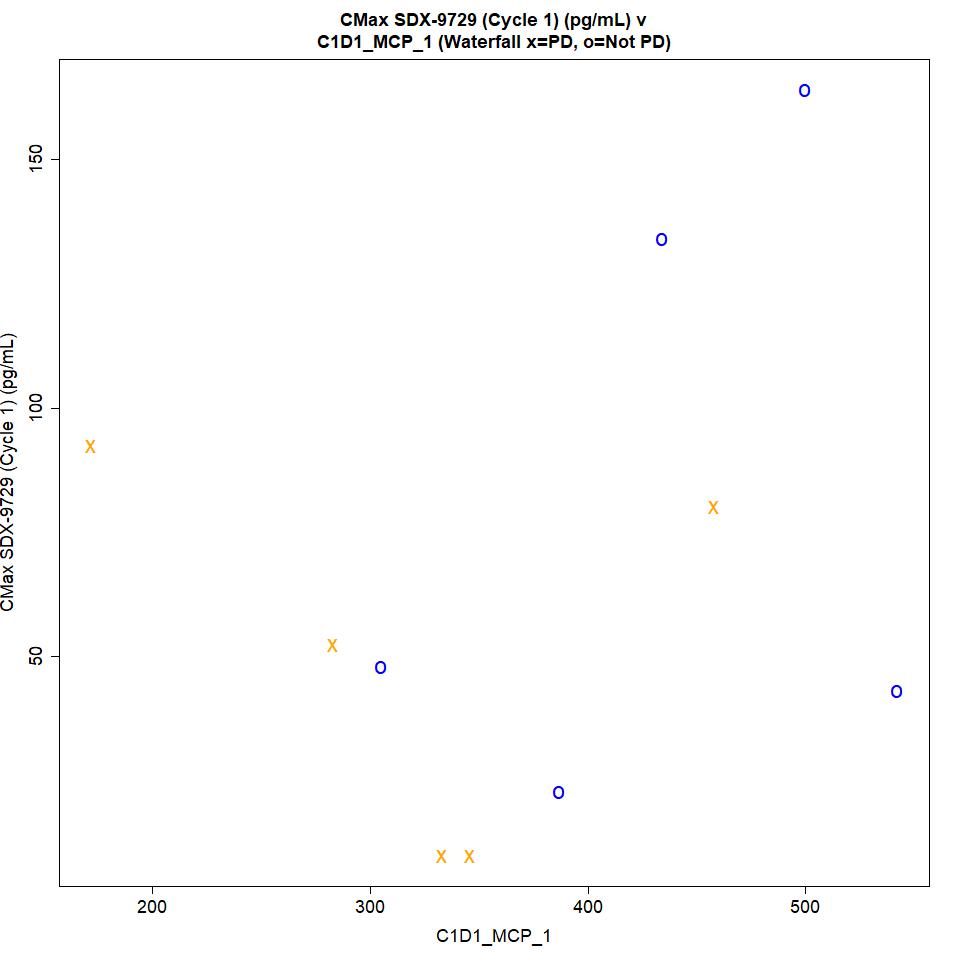 CMax SDX-9729 (Cycle 1) (pg/mL) v
C1D1_MCP_1 (Waterfall x=PD, o=Not PD)
CMax SDX-9729 (Cycle 1) (pg/mL)
150
100
50
O
O
X
X
X
O
O
O
X X
200 300 400 500
C1D1_MCP_1